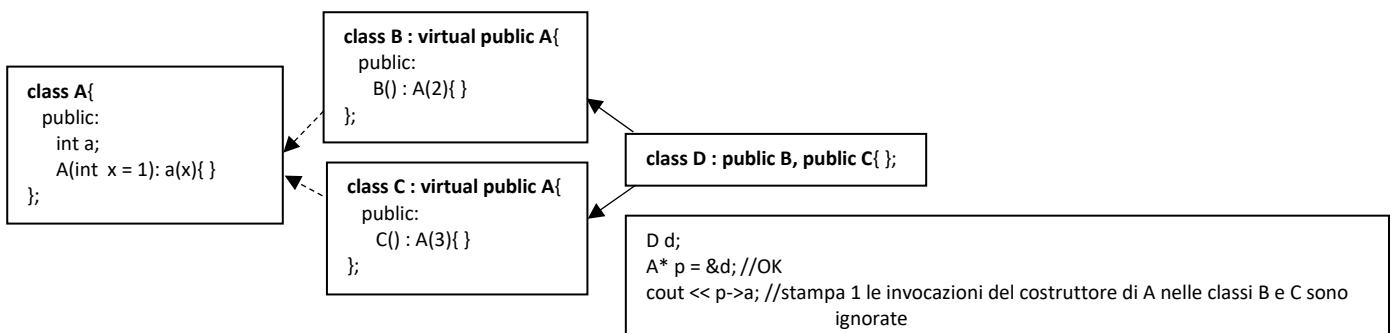 class A{
public:
int a;
A(int x = 1): a(x){ }
};
class B : virtual public A{
public:
B() : A(2){ }
};
class C : virtual public A{
public:
C() : A(3){ }
};
class D : public B, public C{ };
D d;
A* p = &d; //OK
cout << p->a; //stampa 1 le invocazioni del costruttore di A nelle classi B e C sono
ignorate